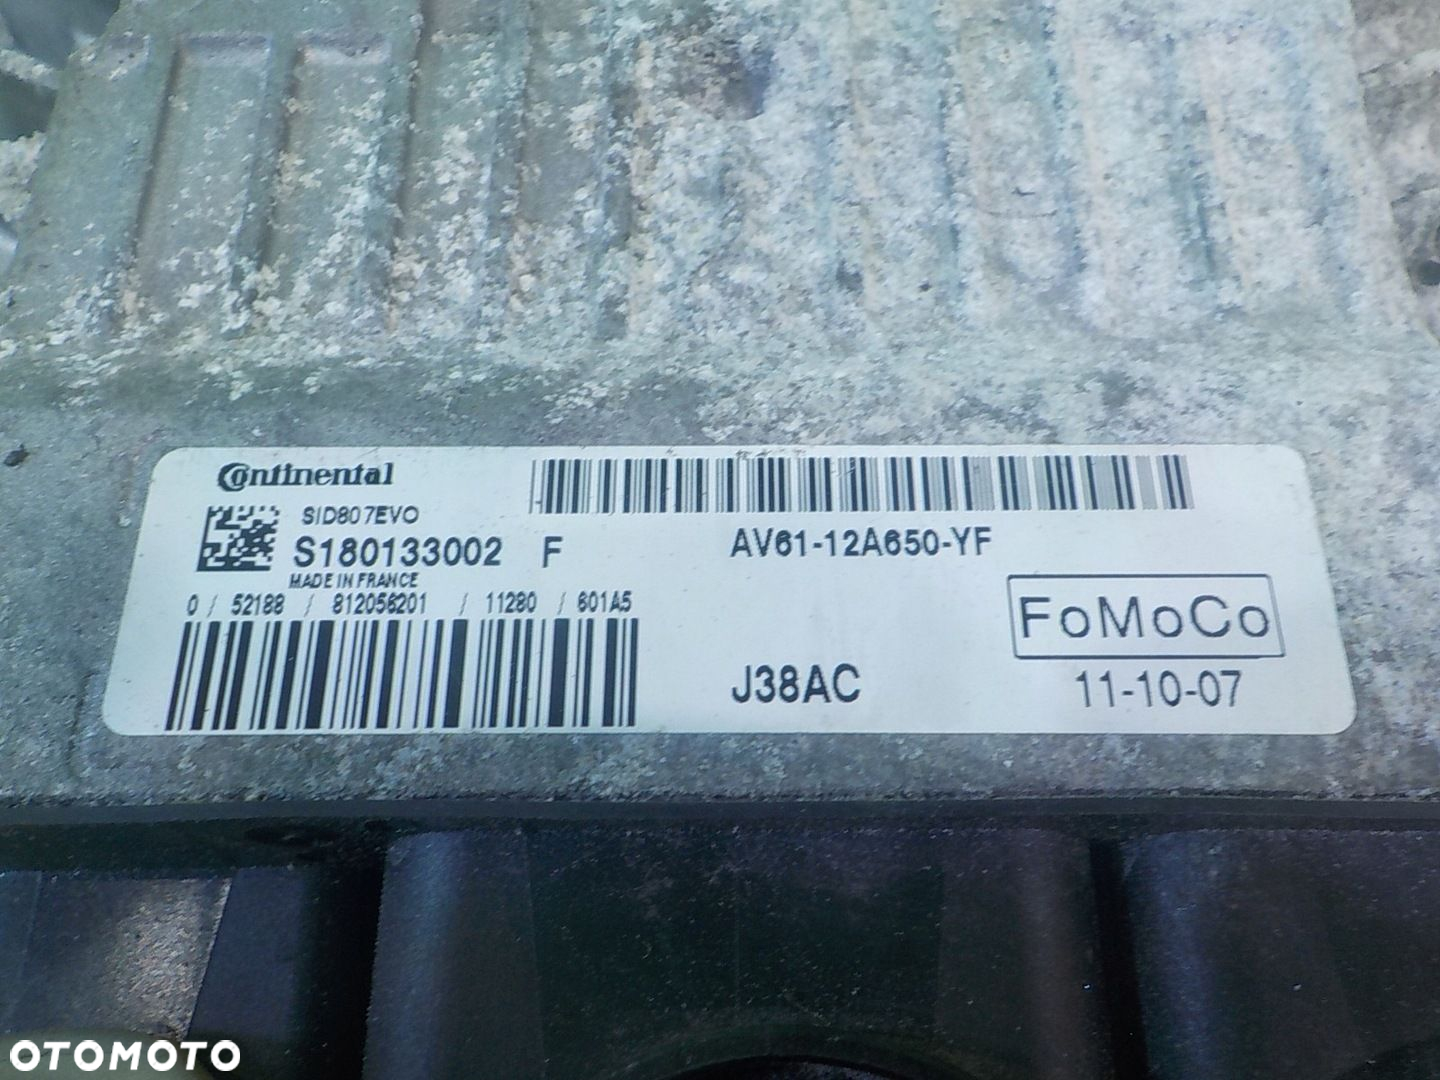 Continental
SID807EVO
S180133002 F
MADE IN FRANCE
0 / 52188 / 812056201 / 11280 / 601A5
AV61-12A650-YF
FoMoCo
J38AC
11-10-07
OTOMOTO